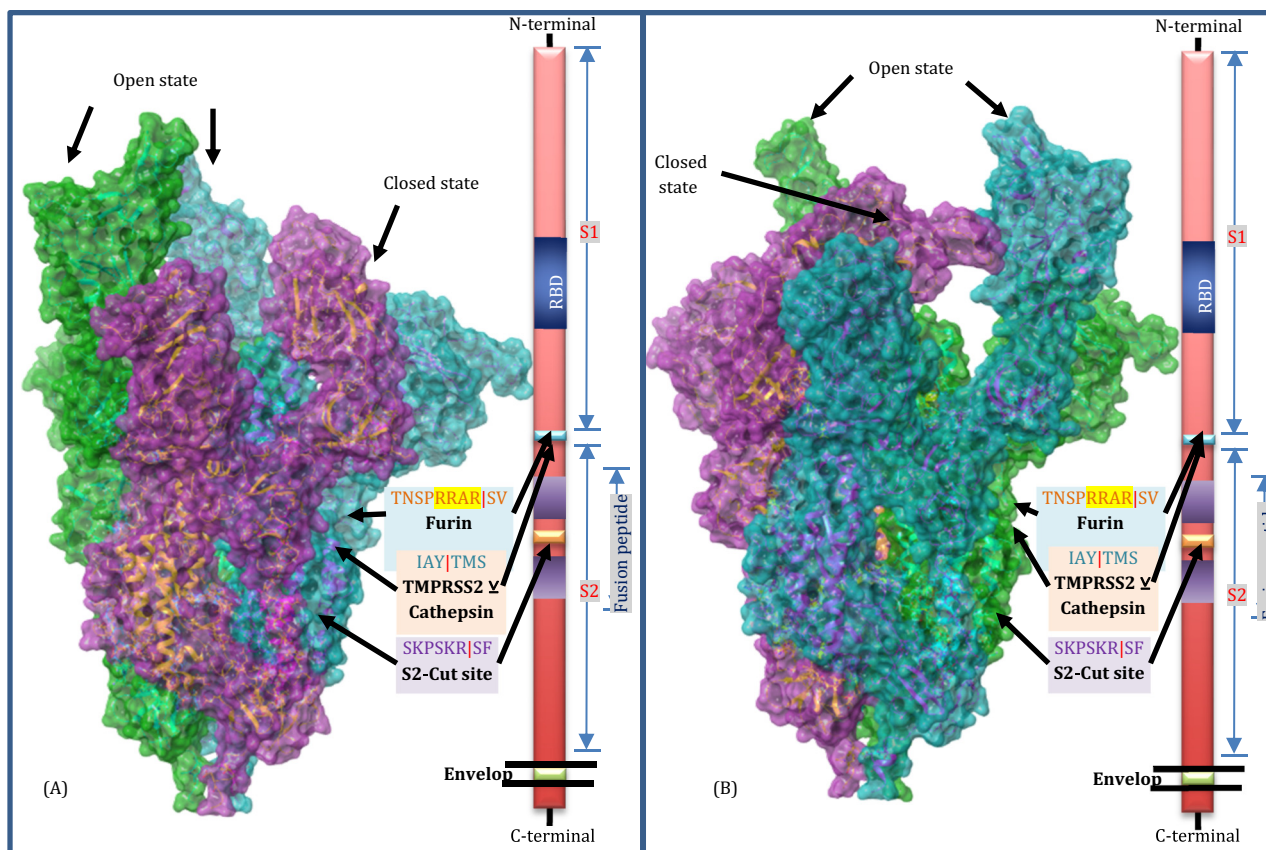 N-terminal
Open state
Closed state
S1
RBD
TNSPRRAR|SV
Furin
IAY|TMS
TMPRSS2 V
Cathepsin
SKPSKR|SF
S2-Cut site
Fusion peptide
S2
Envelop
(A)
C-terminal
N-terminal
Open state
Closed
state
S1
RBD
TNSPRRAR|SV
Furin
IAY|TMS
TMPRSS2 V
Cathepsin
SKPSKR|SF
S2-Cut site
S2
Envelop
(B)
C-terminal